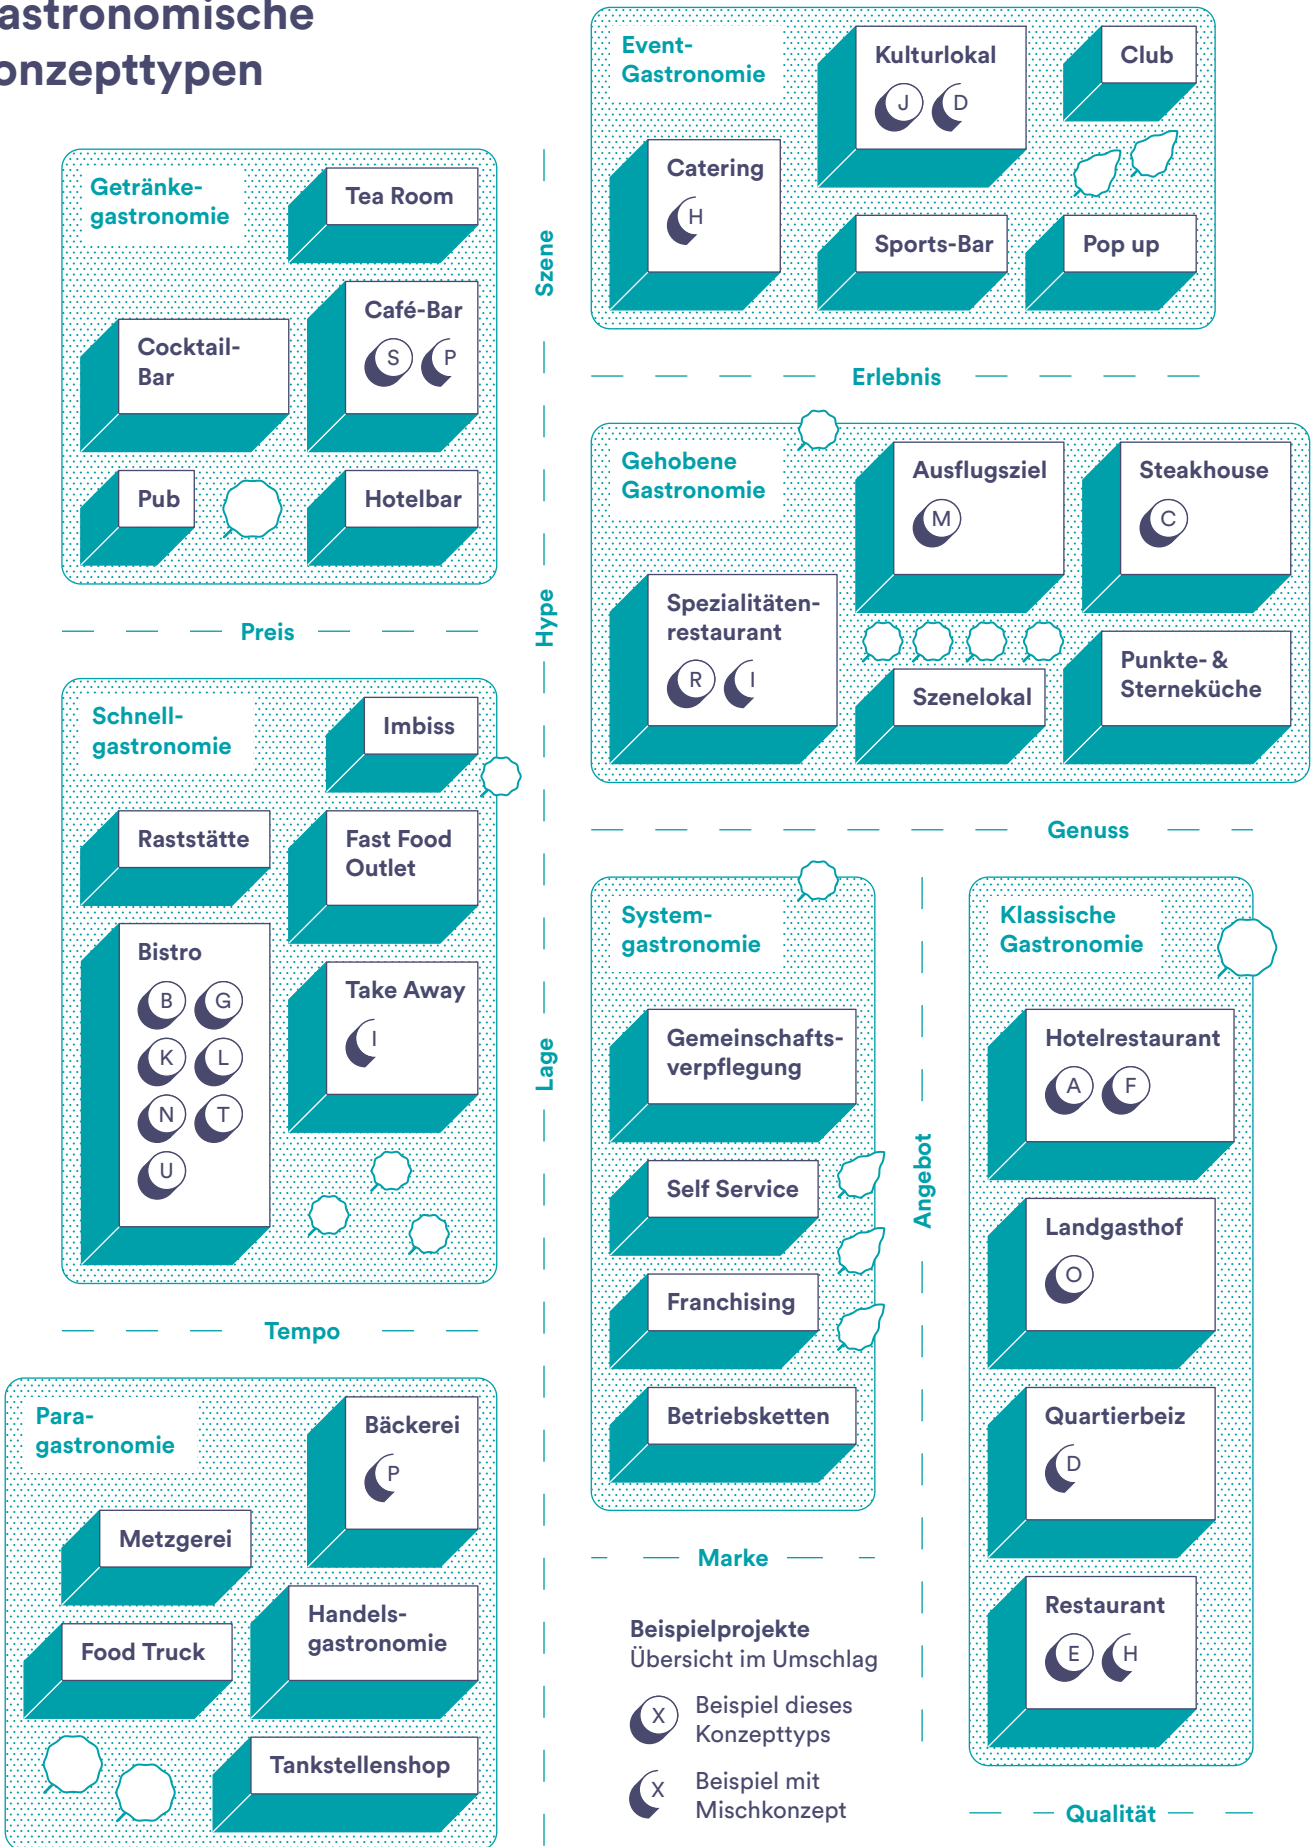 astronomische
onzepttypen
Getränke-
gastronomie
Tea Room
Café-Bar
S P
Cocktail-
Bar
Pub
Hotelbar
Preis
Schnell-
gastronomie
Imbiss
Raststätte
Fast Food
Outlet
Bistro
B G
K L
N T
U
Take Away
I
Tempo
Para-
gastronomie
Bäckerei
P
Metzgerei
Handels-
gastronomie
Food Truck
Tankstellenshop
Szene
Hype
Lage
Event-
Gastronomie
Kulturlokal
J D
Club
Catering
H
Sports-Bar
Pop up
Erlebnis
Gehobene
Gastronomie
Ausflugsziel
M
Steakhouse
C
Spezialitäten-
restaurant
R I
Szenelokal
Punkte- &
Sterneküche
Genuss
System-
gastronomie
Gemeinschafts-
verpflegung
Self Service
Franchising
Betriebsketten
Marke
Angebot
Klassische
Gastronomie
Hotelrestaurant
A F
Landgasthof
O
Quartierbeiz
D
Restaurant
E H
Qualität
Beispielprojekte
Übersicht im Umschlag
X Beispiel dieses
Konzepttyps
X Beispiel mit
Mischkonzept